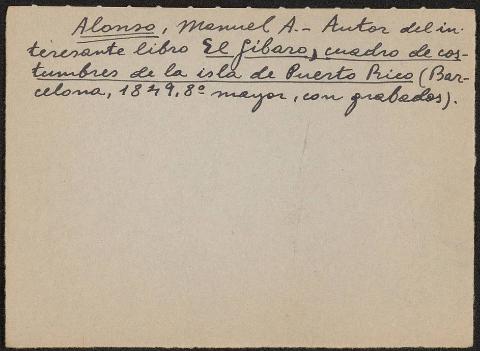 Alonso, Manuel A.- Autor del in-
teresante libro El Gibaro, cuadro de cos-
tumbres de la isla de Puerto Rico (Bar-
celona, 1849, 8º mayor, con grabados).